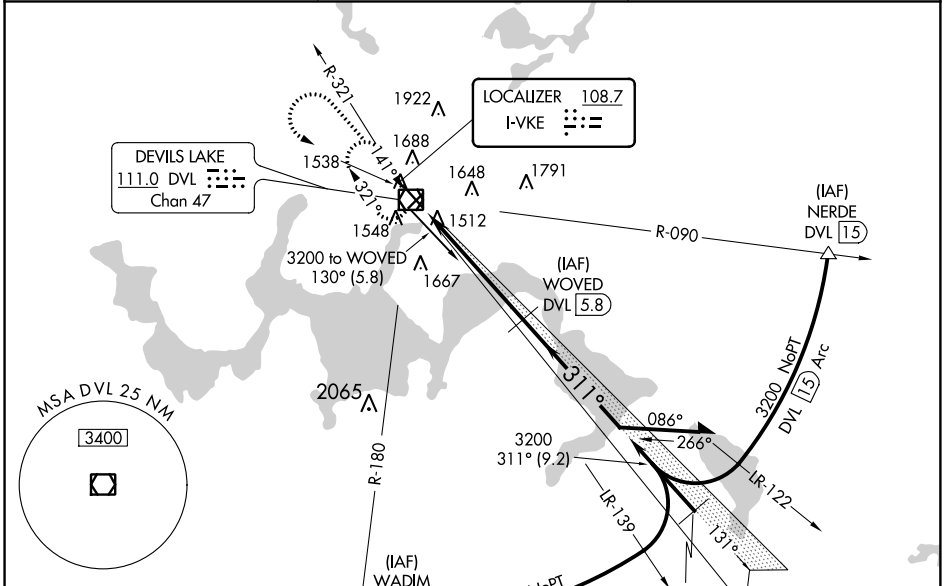 R-321
1922
LOCALIZER 108.7
I-VKE
1688
141°
1538
DEVILS LAKE
111.0 DVL
Chan 47
1648
1791
321°
1548
1512
(IAF)
NERDE
DVL 15
R-090
3200 to WOVED
130° (5.8)
1667
(IAF)
WOVED
DVL 5.8
3200 NoPT
DVL 15 Arc
311°
2065
MSA DVL 25 NM
3400
086°
266°
3200
311° (9.2)
R-180
LR-122
LR-139
131°
(IAF)
WADIM
NoPT